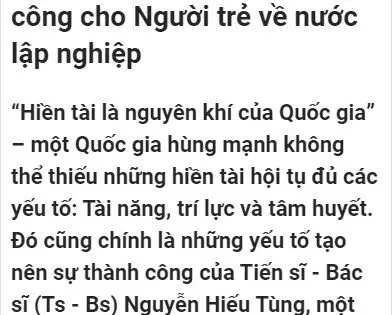 công cho Người trẻ về nước
lập nghiệp
“Hiền tài là nguyên khí của Quốc gia”
– một Quốc gia hùng mạnh không
thể thiếu những hiền tài hội tụ đủ các
yếu tố: Tài năng, trí lực và tâm huyết.
Đó cũng chính là những yếu tố tạo
nên sự thành công của Tiến sĩ - Bác
sĩ (Ts - Bs) Nguyễn Hiếu Tùng, một